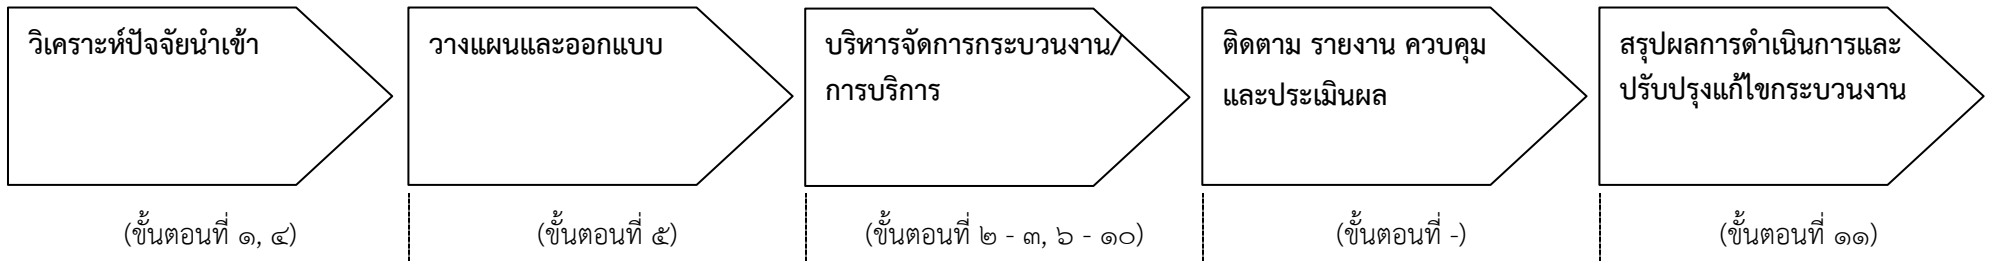 วิเคราะห์ปัจจัยนำเข้า
วางแผนและออกแบบ
บริหารจัดการกระบวนงาน/
การบริการ
ติดตาม รายงาน ควบคุม
และประเมินผล
สรุปผลการดำเนินการและ
ปรับปรุงแก้ไขกระบวนงาน
(ขั้นตอนที่ ๑, ๔)
(ขั้นตอนที่ ๕)
(ขั้นตอนที่ ๒ - ๓, ๖ - ๑๐)
(ขั้นตอนที่ -)
(ขั้นตอนที่ ๑๑)